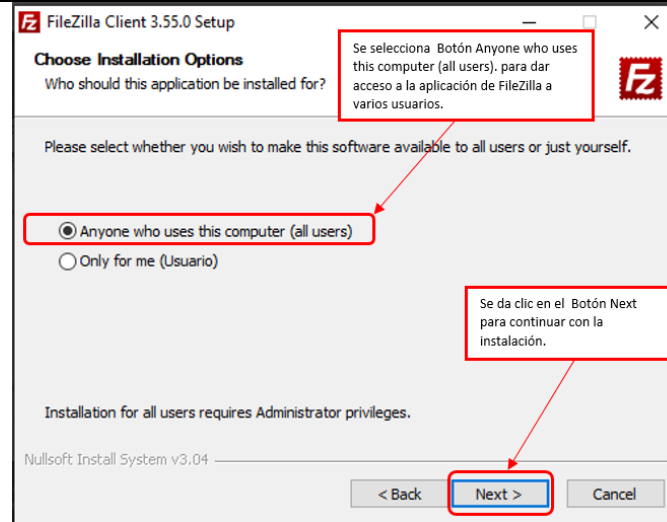 FileZilla Client 3.55.0 Setup
Choose Installation Options
Who should this application be installed for?
Se selecciona Botón Anyone who uses
this computer (all users). para dar
acceso a la aplicación de FileZilla a
varios usuarios.
Please select whether you wish to make this software available to all users or just yourself.
Anyone who uses this computer (all users)
Only for me (Usuario)
Se da clic en el Botón Next
para continuar con la
instalación.
Installation for all users requires Administrator privileges.
Nullsoft Install System v3.04
< Back Next > Cancel